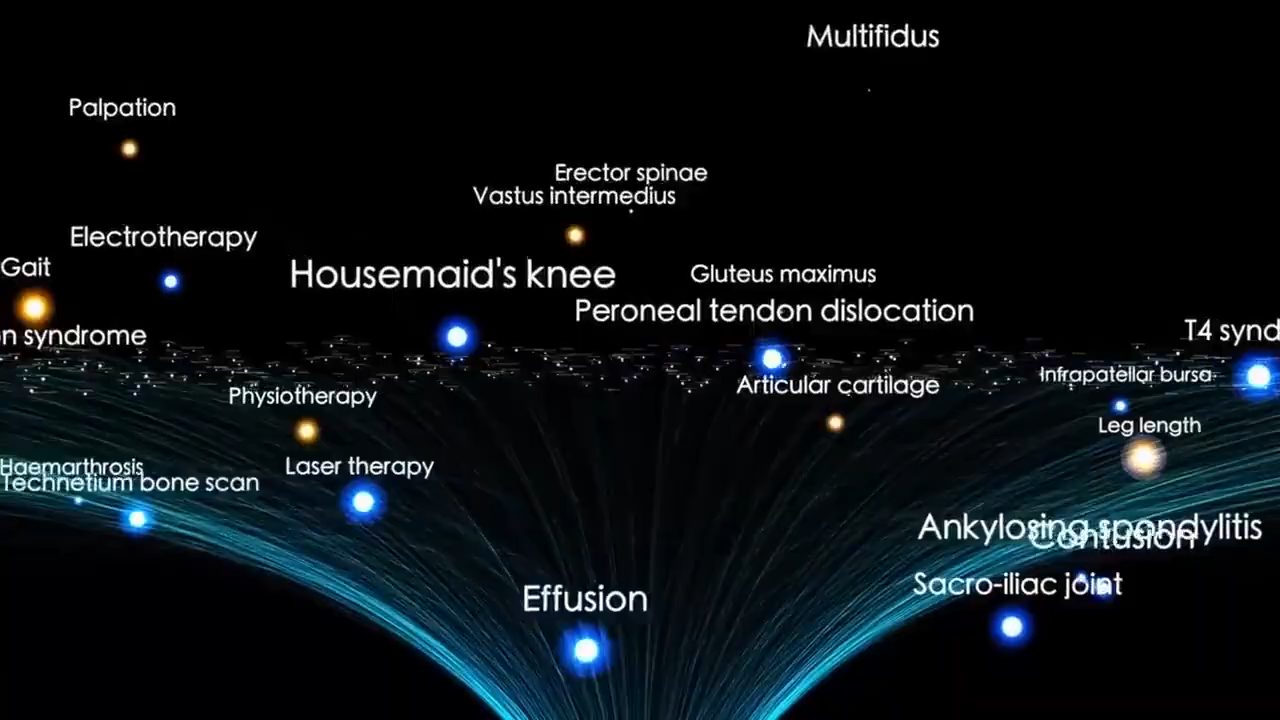 Multifidus
Palpation
Erector spinae
Vastus intermedius
Electrotherapy
Gait
Housemaid's knee
Gluteus maximus
Peroneal tendon dislocation
n syndrome
T4 synd
Infrapatellar bursa
Articular cartilage
Physiotherapy
Leg length
Haemarthrosis
Laser therapy
Technetium bone scan
Ankylosing spondylitis
Contusion
Sacro-iliac joint
Effusion